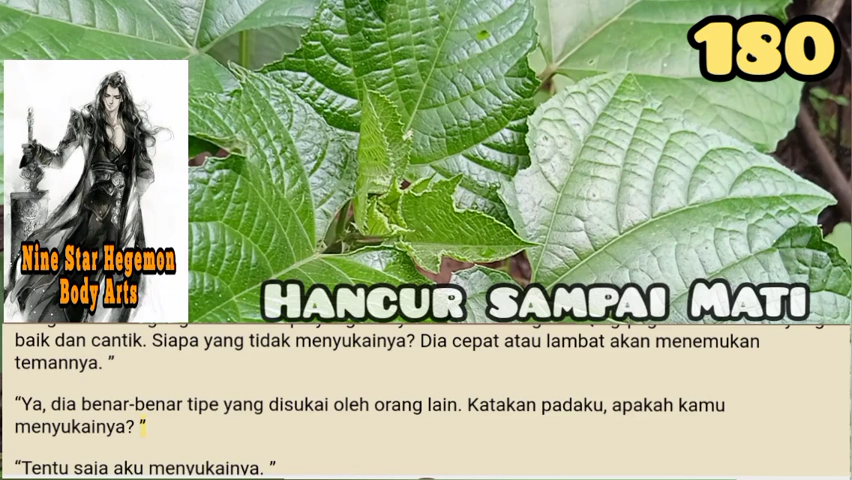 180
Nine Star Hegemon
Body Arts
Hancur sampai Mati
baik dan cantik. Siapa yang tidak menyukainya? Dia cepat atau lambat akan menemukan
temannya. ”
“Ya, dia benar-benar tipe yang disukai oleh orang lain. Katakan padaku, apakah kamu
menyukainya? ”
“Tentu saja aku menyukainya. ”